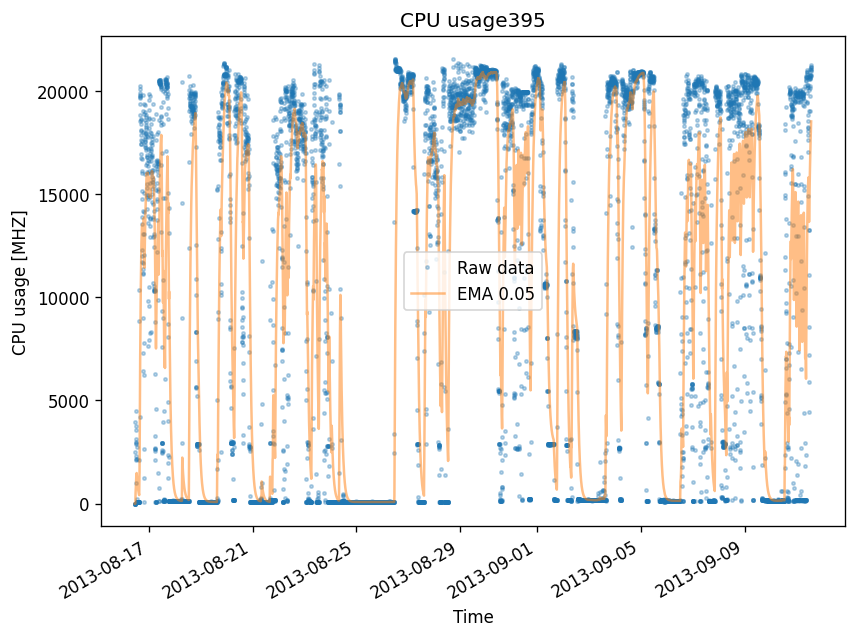 CPU usage395
CPU usage [MHZ]
20000
15000
10000
5000
0
Raw data
EMA 0.05
2013-08-17
2013-08-21
2013-08-25
2013-08-29
2013-09-01
2013-09-05
2013-09-09
Time